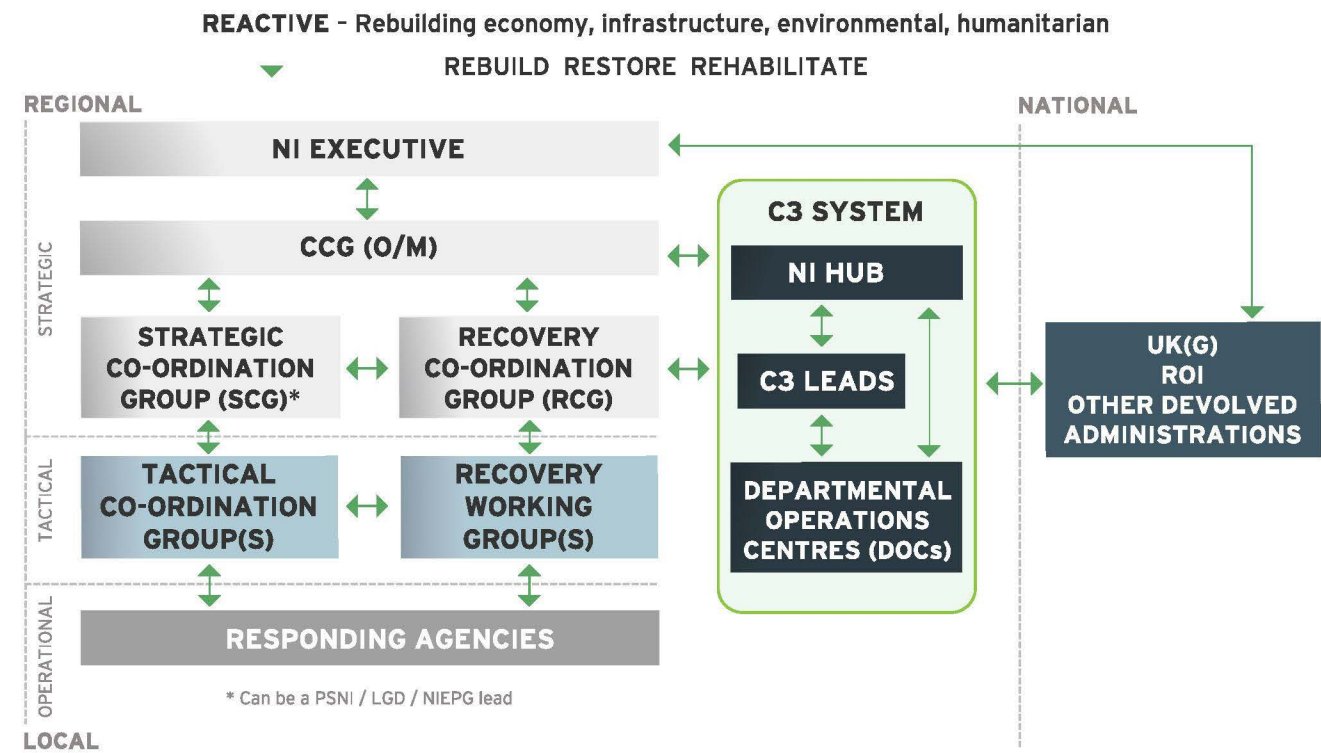 REACTIVE – Rebuilding economy, infrastructure, environmental, humanitarian
REBUILD RESTORE REHABILITATE
REGIONAL
NATIONAL
STRATEGIC
NI EXECUTIVE
CCG (O/M)
STRATEGIC
CO-ORDINATION
GROUP (SCG)*
RECOVERY
CO-ORDINATION
GROUP (RCG)
TACTICAL
TACTICAL
CO-ORDINATION
GROUP(S)
RECOVERY
WORKING
GROUP(S)
OPERATIONAL
RESPONDING AGENCIES
* Can be a PSNI / LGD / NIEPG lead
LOCAL
C3 SYSTEM
NI HUB
C3 LEADS
DEPARTMENTAL
OPERATIONS
CENTRES (DOCs)
UK(G)
ROI
OTHER DEVOLVED
ADMINISTRATIONS